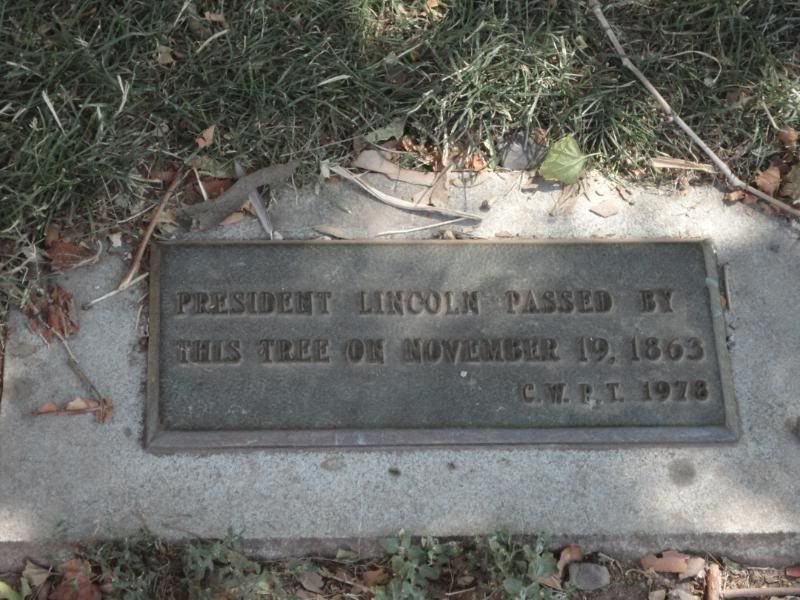 PRESIDENT LINCOLN PASSED BY
THIS TREE ON NOVEMBER 19, 1863
C.W.P.T. 1978